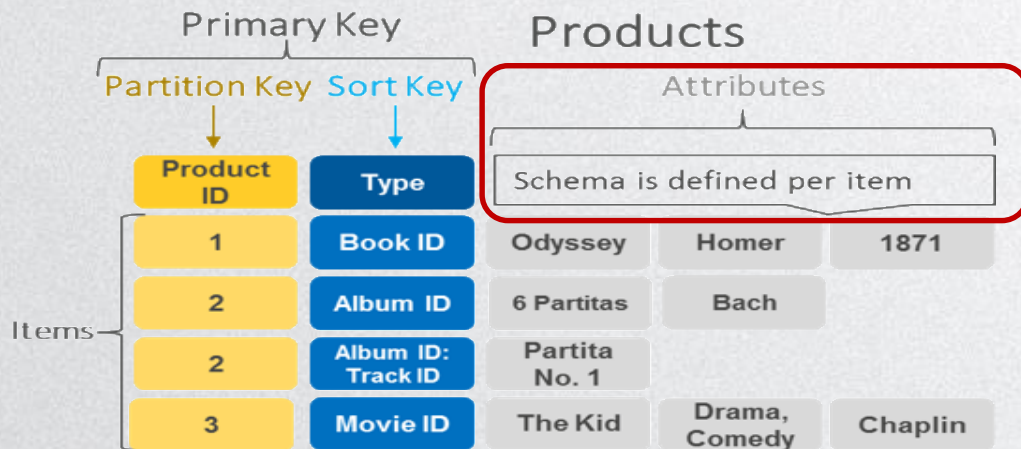 Primary Key
Products
Partition Key Sort Key
Attributes
Product ID
Type
Schema is defined per item
1
Book ID
Odyssey
Homer
1871
2
Album ID
6 Partitas
Bach
Items
2
Album ID:
Track ID
Partita
No. 1
3
Movie ID
The Kid
Drama,
Comedy
Chaplin